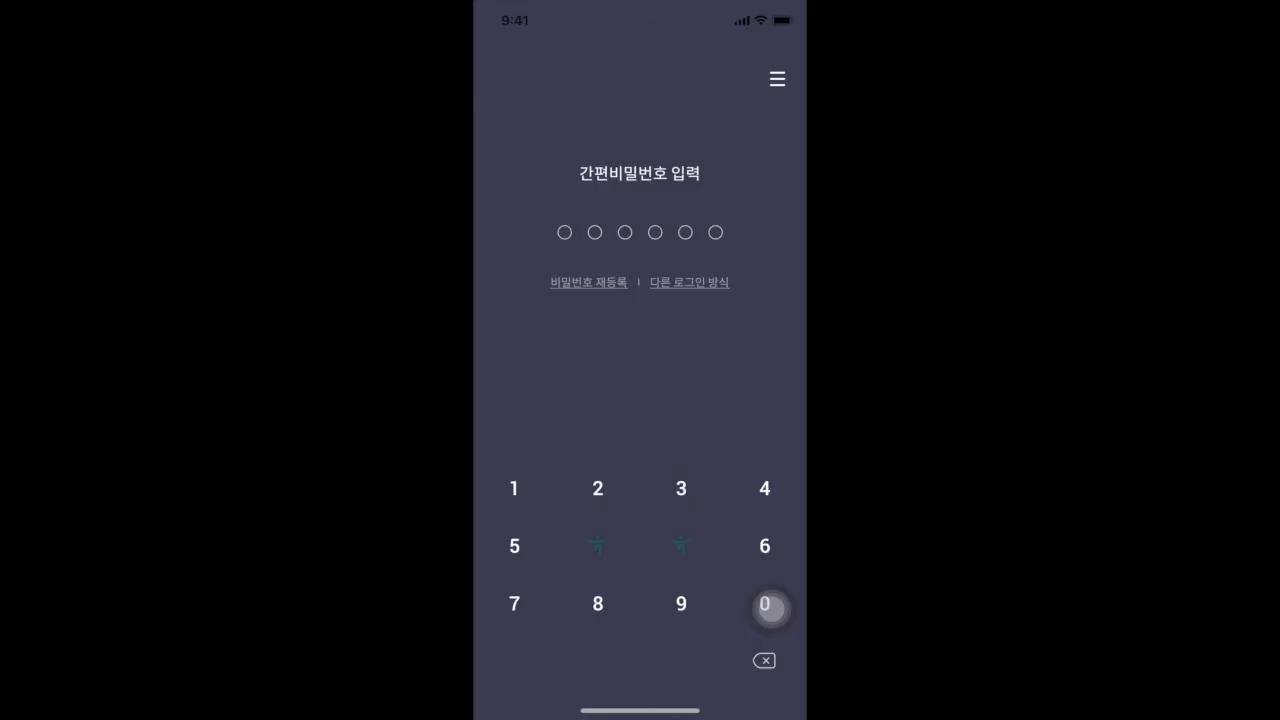 9:41
간편비밀번호 입력
비밀번호 재등록 | 다른 로그인 방식
1 2 3 4
5 6
7 8 9 0